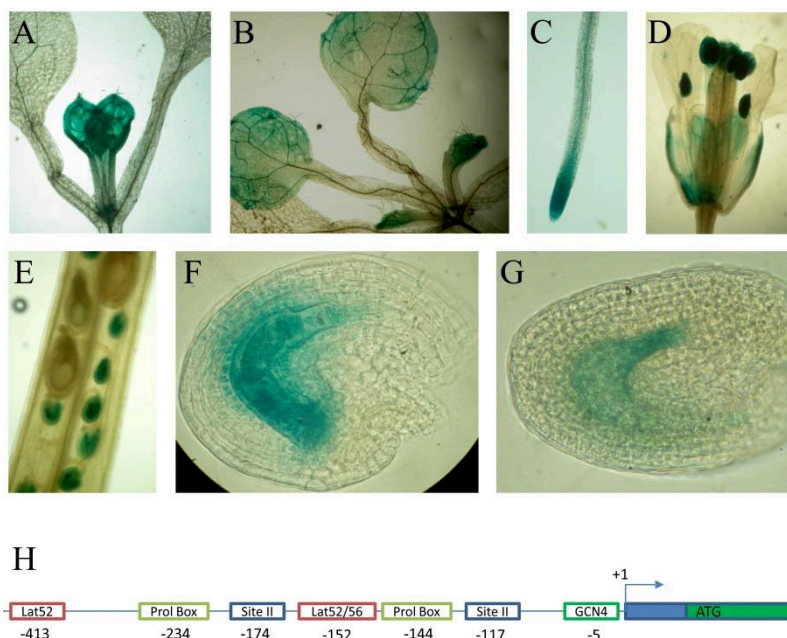 A
B
C
D
E
F
G
H
+1
Lat52 Prol Box Site II Lat52/56 Prol Box Site II GCN4 ATG
-413 -234 -174 -152 -144 -117 -5